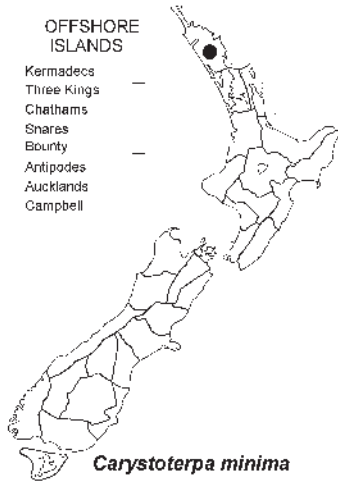 OFFSHORE
ISLANDS
Kermadecs
Three Kings
Chathams
Snares
Bounty
Antipodes
Aucklands
Campbell
Carystoterpa minima